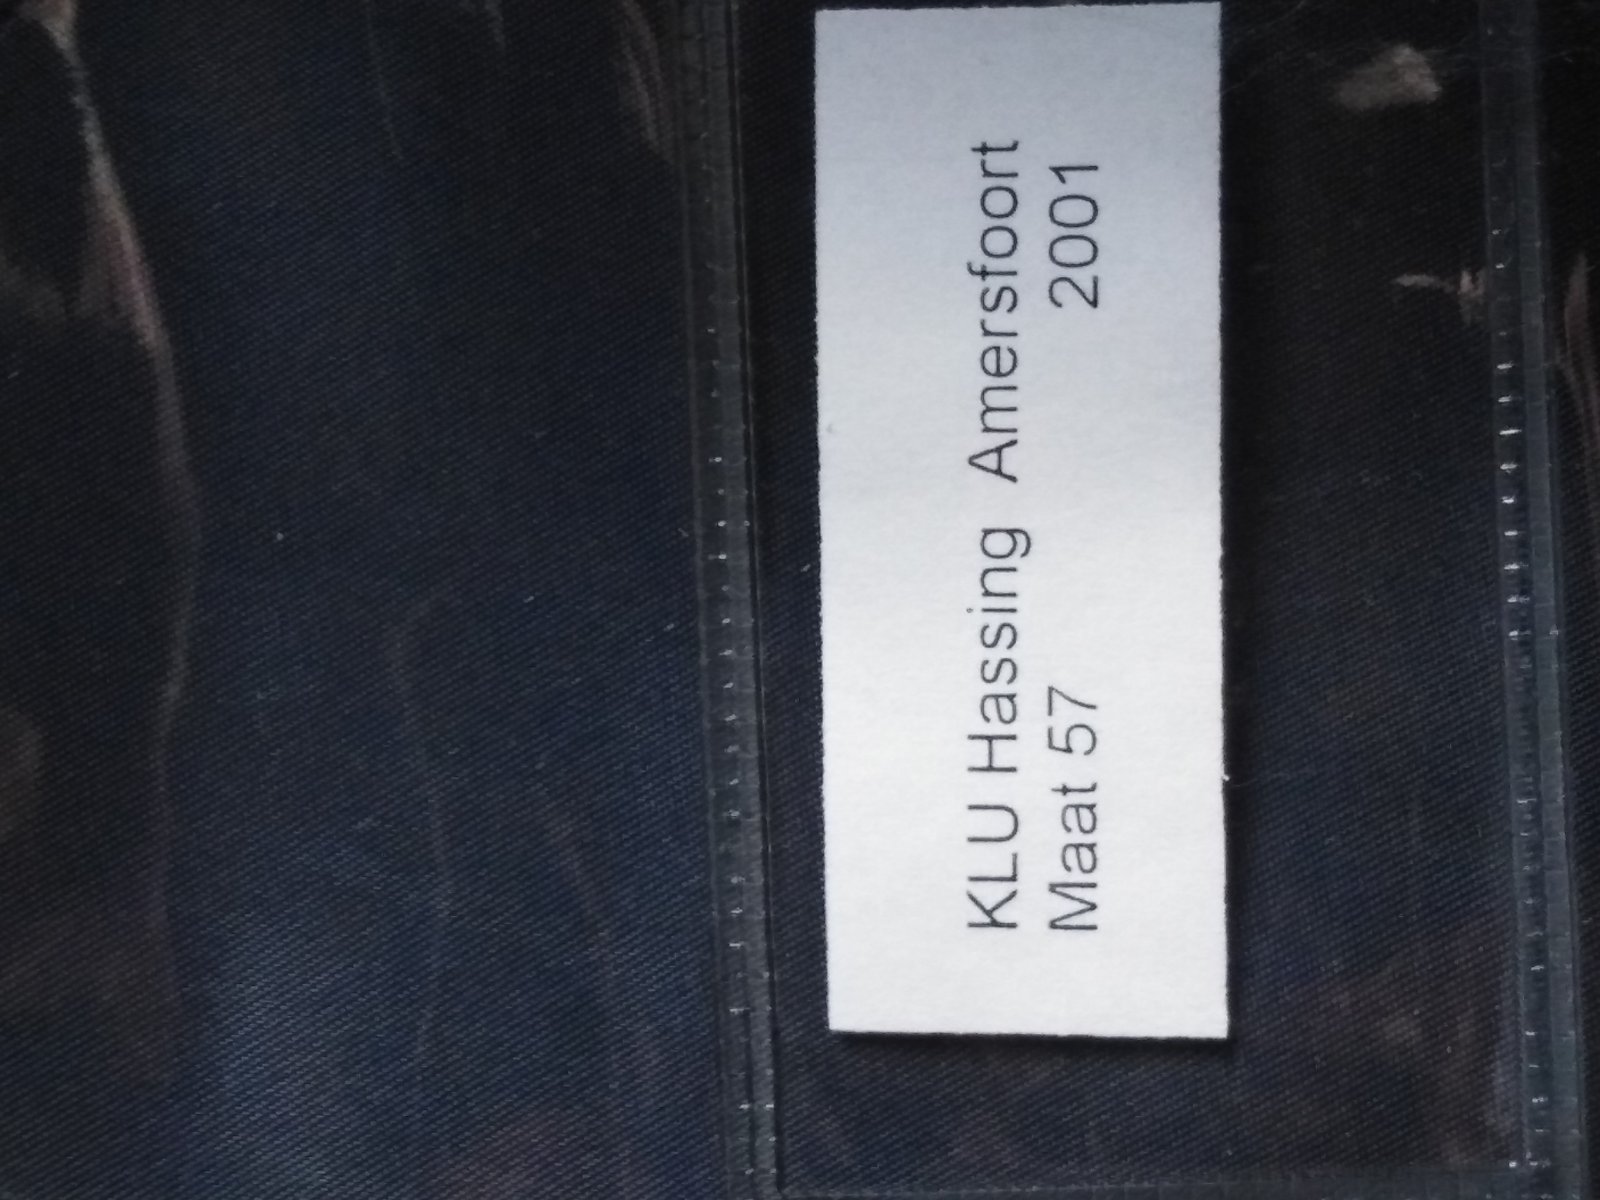 KLU Hassing Amersfoort
Maat 57 2001